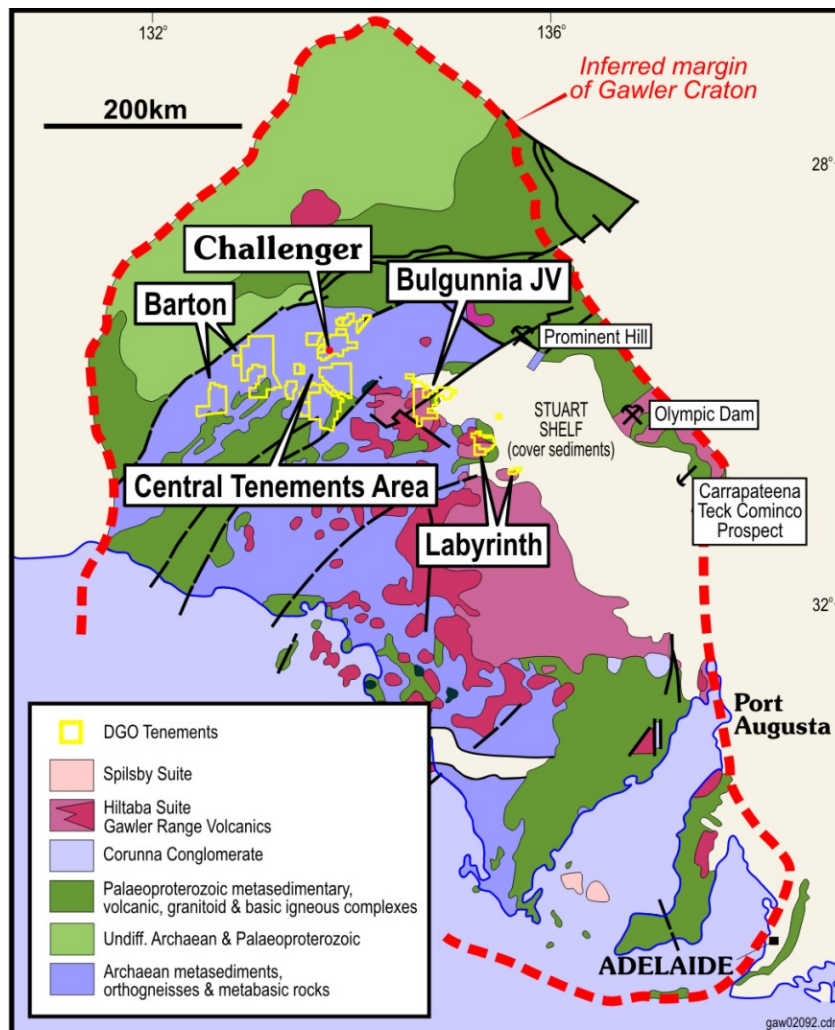 132°
136°
Inferred margin
of Gawler Craton
200km
28°
Challenger
Bulgunnia JV
Barton
Prominent Hill
Olympic Dam
STUART
SHELF
(cover sediments)
Central Tenements Area
Carrapateena
Teck Cominco
Prospect
Labyrinth
32°
Port
Augusta
DGO Tenements
Spilsby Suite
Hiltaba Suite
Gawler Range Volcanics
Corunna Conglomerate
Palaeoproterozoic metasedimentary,
volcanic, granitoid & basic igneous complexes
Undiff. Archaean & Palaeoproterozoic
Archaean metasediments,
orthogneisses & metabasic rocks
ADELAIDE
gaw02092.cdr